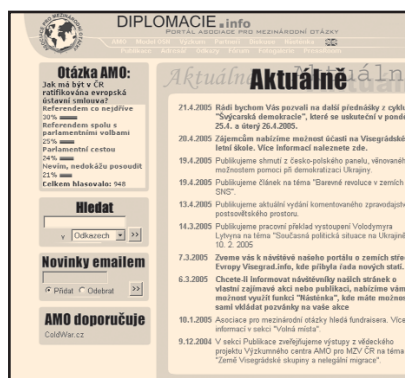 DIPLOMACIE.info
PORTÁL ASOCIACE PRO MEZINÁRODNÍ OTÁZKY
Otázka AMO:
Jak má být v ČR
ratifikována evropská
ústavní smlouva?
Referendem co nejdříve
30%
Referendem spolu s
parlamentními volbami
25%
Parlamentní cestou
24%
Nevím, nedokážu posoudit
21%
Celkem hlasovalo: 948
Hledat
v Odkazech >>
Novinky emailem
Přidat Odebrat >>
AMO doporučuje
ColdWar.cz
Aktuálně
21.4.2005 Rádi bychom Vás pozvali na další přednášky z cyklu
"Švýcarská demokracie", které se uskuteční v ponděl
25.4. a úterý 26.4.2005.
20.4.2005 Zájemcům nabízíme možnost účasti na Visegrádské
letní škole. Více informací naleznete zde.
19.4.2005 Publikujeme shrnutí z česko-polského panelu, věnovaného
možnostem pomoci při demokratizaci Ukrajiny.
19.4.2005 Publikujeme článek na téma "Barevné revoluce v zemích
SNS".
13.4.2005 Publikujeme aktuální vydání komentovaného zpravodajství
postsovětského prostoru.
14.3.2005 Publikujeme pracovní překlad vystoupení Volodymyra
Lytvyna na téma "Současná politická situace na Ukrajině
10. 2. 2005
7.3.2005 Zveme vás k návštěvě našeho portálu o zemích střed
Evropy Visegrad.info, kde přibyla řada nových statí.
6.3.2005 Chcete-li informovat návštěvníky našich stránek o
vlastní zajímavé akci nebo publikaci, nabízíme vám
možnost využít funkci "Nástěnka", kde máte možnos
sami vkládat pozvánky na vaše akce
10.1.2005 Asociace pro mezinárodní otázky hledá fundraisera. Více
informací v sekci "Volná místa".
9.12.2004 V sekci Publikace zveřejňujeme výstupy z vědeckého
projektu Výzkumného centra AMO pro MZV ČR na téma
"Země Visegrádské skupiny a nelegální migrace".